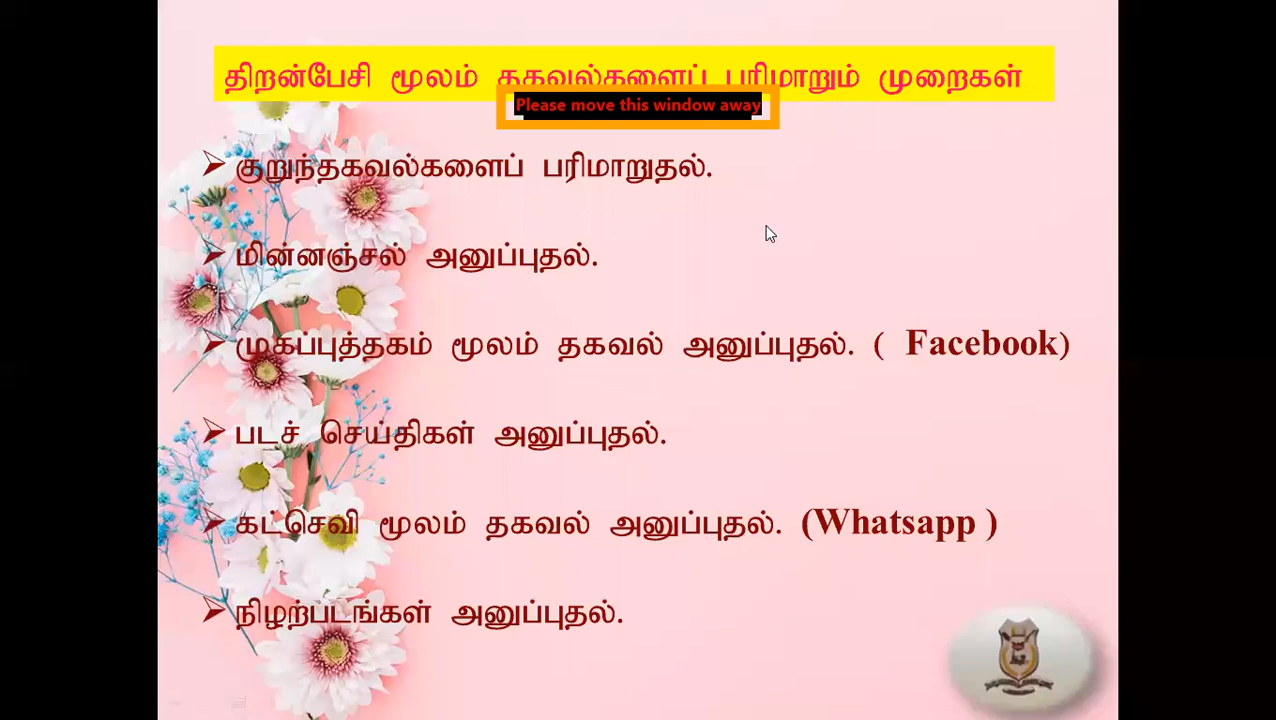 திறன்பேசி மூலம் தகவல்களைப் பரிமாறும் முறைகள்
Please move this window away
குறுந்தகவல்களைப் பரிமாறுதல்.
மின்னஞ்சல் அனுப்புதல்.
முகப்புத்தகம் மூலம் தகவல் அனுப்புதல். ( Facebook)
படச் செய்திகள் அனுப்புதல்.
கட்செவி மூலம் தகவல் அனுப்புதல். (Whatsapp )
நிழற்படங்கள் அனுப்புதல்.